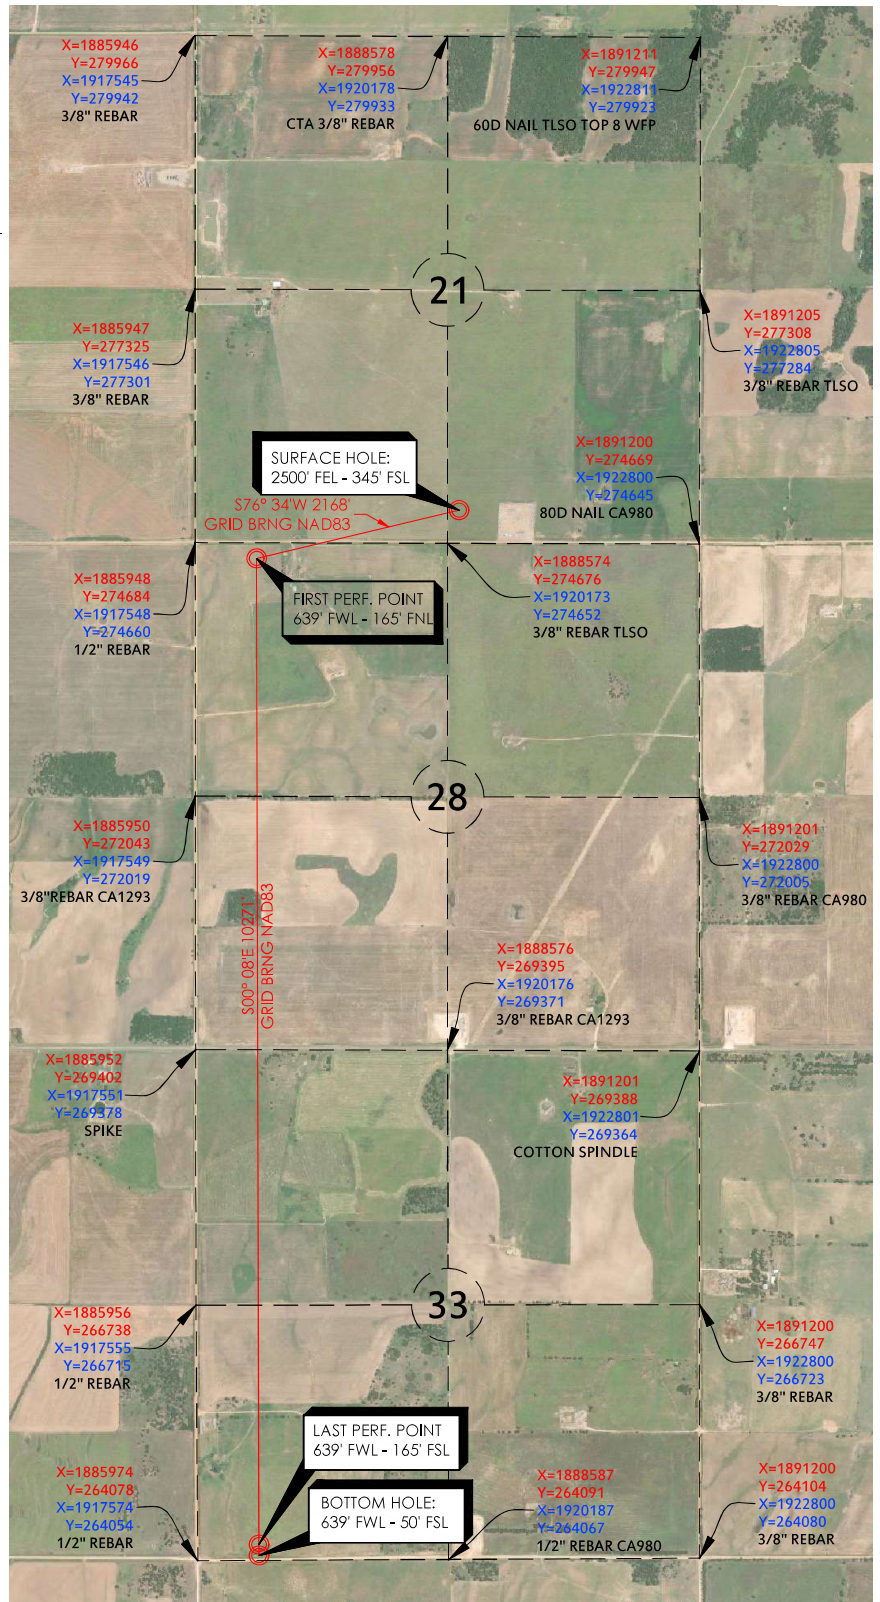 X=1885946
Y=279966
X=1917545
Y=279942
3/8" REBAR
X=1888578
Y=279956
X=1920178
Y=279933
CTA 3/8" REBAR
X=1891211
Y=279947
X=1922811
Y=279923
60D NAIL TLSO TOP 8 WFP
21
X=1885947
Y=277325
X=1917546
Y=277301
3/8" REBAR
X=1891205
Y=277308
X=1922805
Y=277284
3/8" REBAR TLSO
SURFACE HOLE:
2500' FEL - 345' FSL
X=1891200
Y=274669
X=1922800
Y=274645
80D NAIL CA980
S76° 34'W 2168'
GRID BRNG NAD83
X=1885948
Y=274684
X=1917548
Y=274660
1/2" REBAR
FIRST PERF. POINT
639' FWL - 165' FNL
X=1888574
Y=274676
X=1920173
Y=274652
3/8" REBAR TLSO
28
X=1885950
Y=272043
X=1917549
Y=272019
3/8"REBAR CA1293
X=1891201
Y=272029
X=1922800
Y=272005
3/8" REBAR CA980
S00° 08'E 10271'
GRID BRNG NAD83
X=1888576
Y=269395
X=1920176
Y=269371
3/8" REBAR CA1293
X=1885952
Y=269402
X=1917551
Y=269378
SPIKE
X=1891201
Y=269388
X=1922801
Y=269364
COTTON SPINDLE
33
X=1885956
Y=266738
X=1917555
Y=266715
1/2" REBAR
X=1891200
Y=266747
X=1922800
Y=266723
3/8" REBAR
LAST PERF. POINT
639' FWL - 165' FSL
BOTTOM HOLE:
639' FWL - 50' FSL
X=1885974
Y=264078
X=1917574
Y=264054
1/2" REBAR
X=1888587
Y=264091
X=1920187
Y=264067
1/2" REBAR CA980
X=1891200
Y=264104
X=1922800
Y=264080
3/8" REBAR